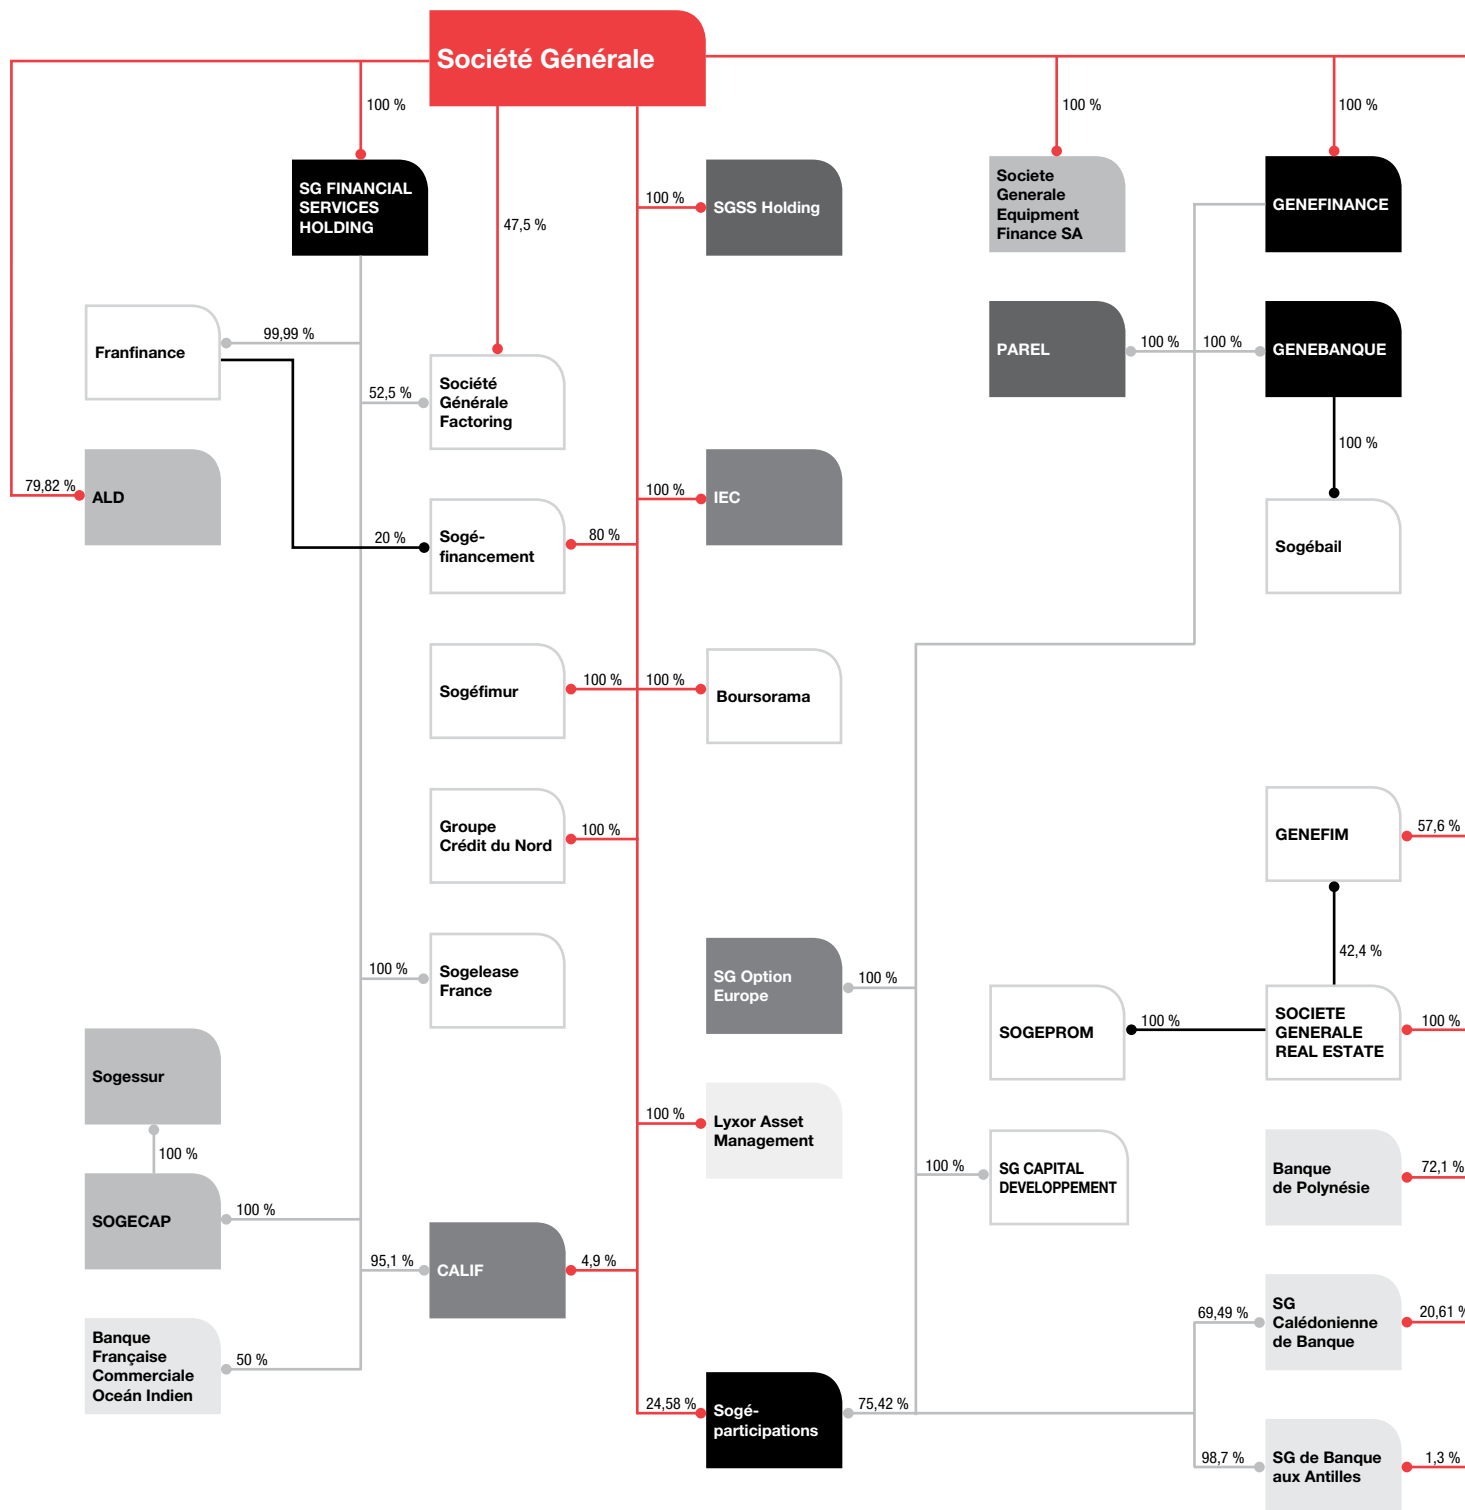 Société Générale
100 %
100 %
100 %
SG FINANCIAL
SERVICES
HOLDING
47,5 %
100 %
SGSS Holding
Societe
Generale
Equipment
Finance SA
GENEFINANCE
Franfinance
99,99 %
52,5 %
Société
Générale
Factoring
PAREL
100 %
100 %
GENEBANQUE
100 %
79,82 %
ALD
20 %
Sogé-
financement
80 %
100 %
IEC
Sogébail
Sogéfimur
100 %
100 %
Boursorama
Groupe
Crédit du Nord
100 %
GENEFIM
57,6 %
42,4 %
100 %
Sogelease
France
SG Option
Europe
100 %
SOGEPROM
100 %
SOCIETE
GENERALE
REAL ESTATE
100 %
Sogessur
100 %
SOGECAP
100 %
100 %
Lyxor Asset
Management
100 %
SG CAPITAL
DEVELOPPEMENT
Banque
de Polynésie
72,1 %
95,1 %
CALIF
4,9 %
Banque
Française
Commerciale
Oceán Indien
50 %
69,49 %
SG
Calédonienne
de Banque
20,61 %
24,58 %
Sogé-
participations
75,42 %
98,7 %
SG de Banque
aux Antilles
1,3 %